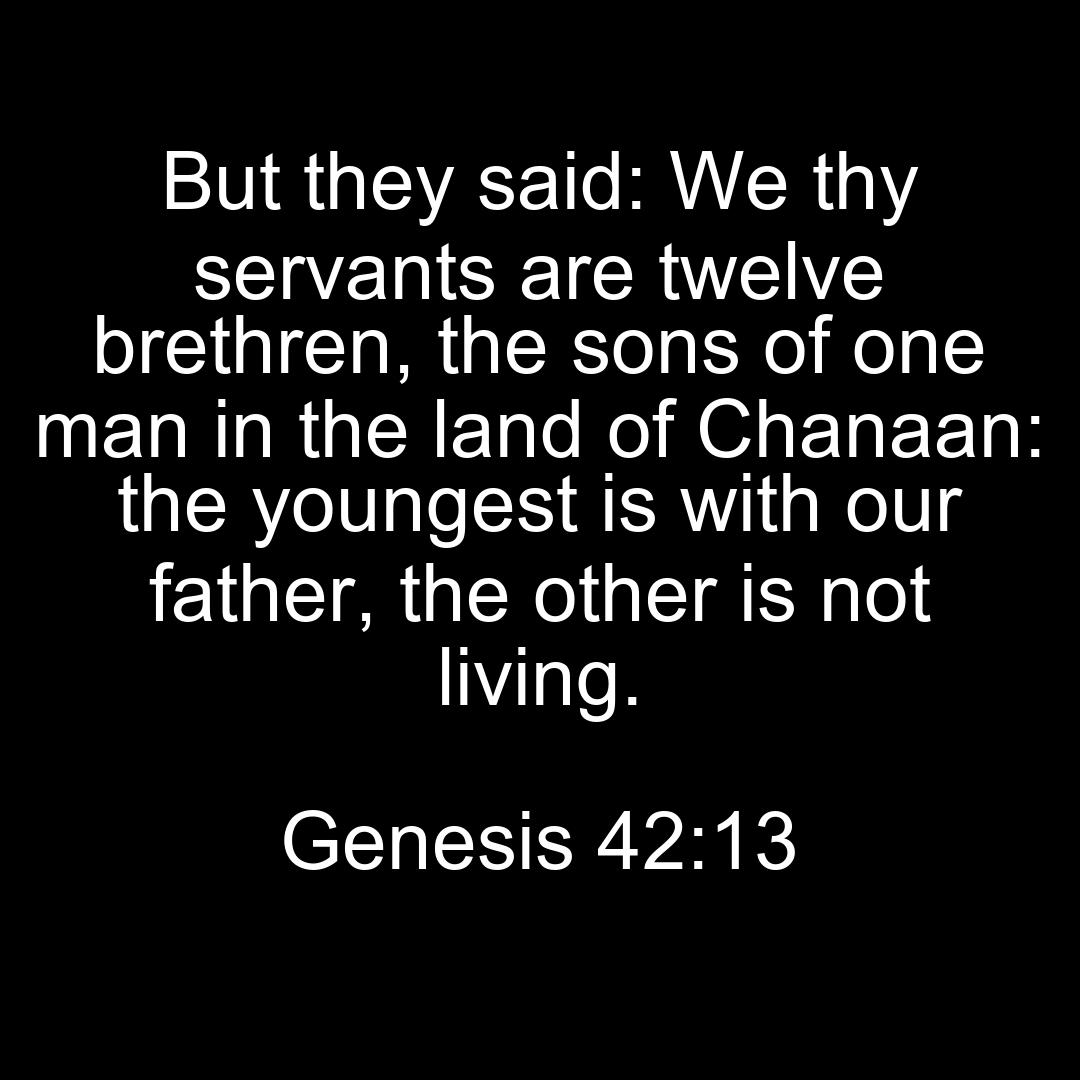 But they said: We thy
servants are twelve
brethren, the sons of one
man in the land of Chanaan:
the youngest is with our
father, the other is not
living.
Genesis 42:13